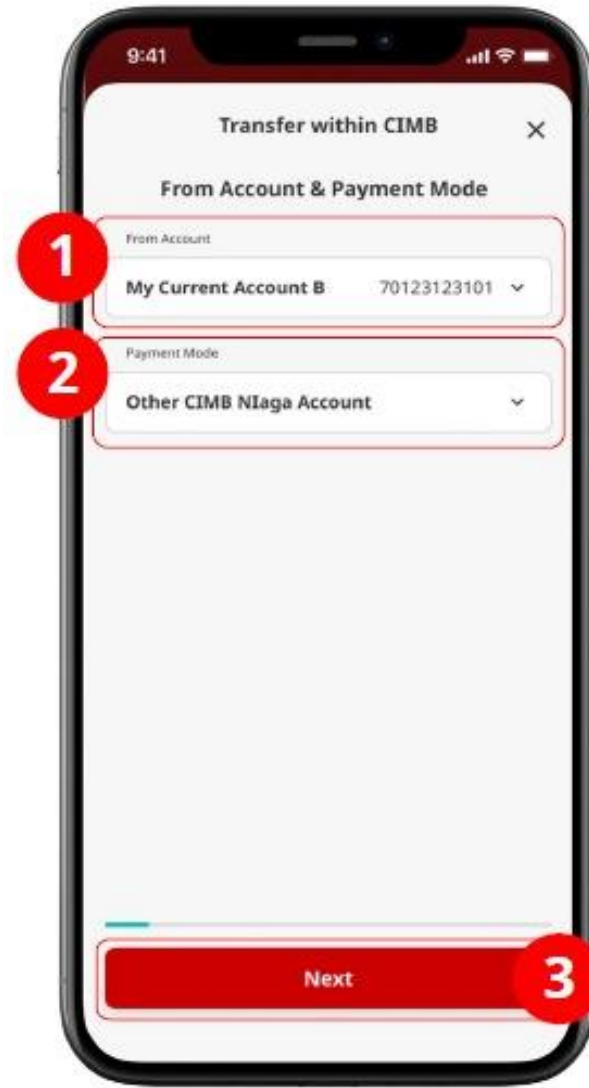 9:41
Transfer within CIMB
From Account & Payment Mode
1
From Account
My Current Account B 70123123101
2
Payment Mode
Other CIMB NIaga Account
Next
3